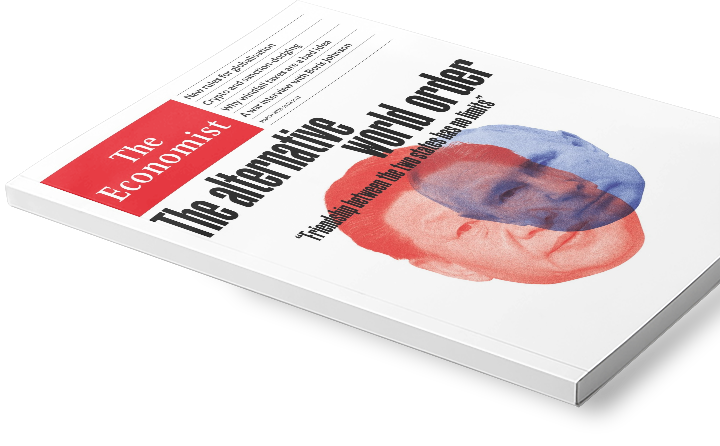 New rules for globalisation
Crypto and sanction-dodging
Why windfall taxes are a bad idea
A war interview with Boris Johnson
The
Economist
The alternative
world order
“Friendship between the two states has no limits”